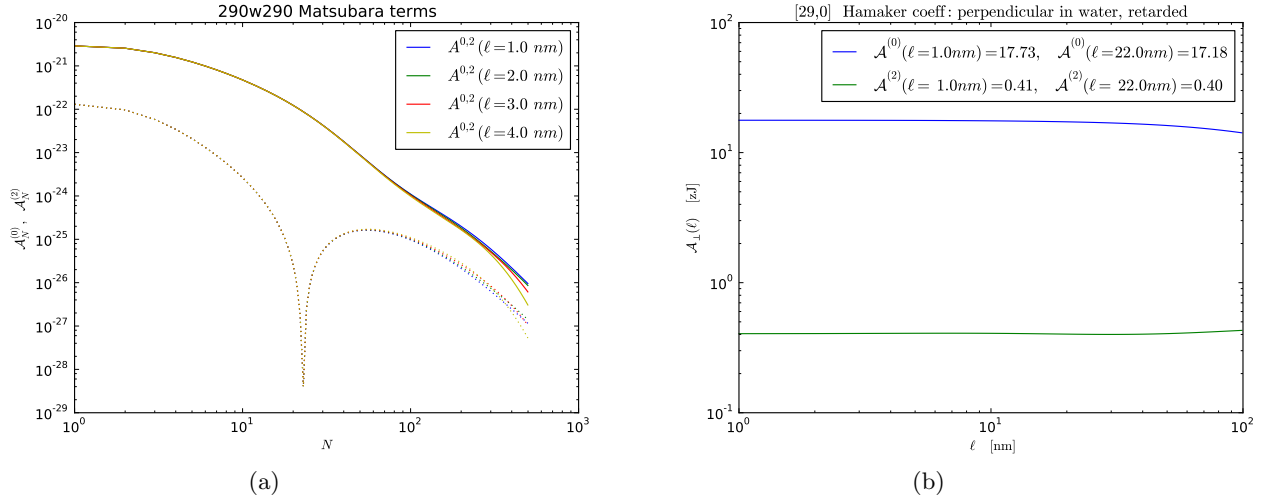 290w290 Matsubara terms
A^{0,2}(ℓ=1.0 nm)
A^{0,2}(ℓ=2.0 nm)
A^{0,2}(ℓ=3.0 nm)
A^{0,2}(ℓ=4.0 nm)
𝒜_N^{(0)}, 𝒜_N^{(2)}
10^{-20}
10^{-21}
10^{-22}
10^{-23}
10^{-24}
10^{-25}
10^{-26}
10^{-27}
10^{-28}
10^{-29}
10^0 10^1 10^2 10^3
N
(a)
[29,0] Hamaker coeff: perpendicular in water, retarded
𝒜^{(0)}(ℓ=1.0nm)=17.73, 𝒜^{(0)}(ℓ=22.0nm)=17.18
𝒜^{(2)}(ℓ= 1.0nm)=0.41, 𝒜^{(2)}(ℓ= 22.0nm)=0.40
𝒜_⊥(ℓ) [zJ]
10^2
10^1
10^0
10^{-1}
10^0 10^1 10^2
ℓ [nm]
(b)